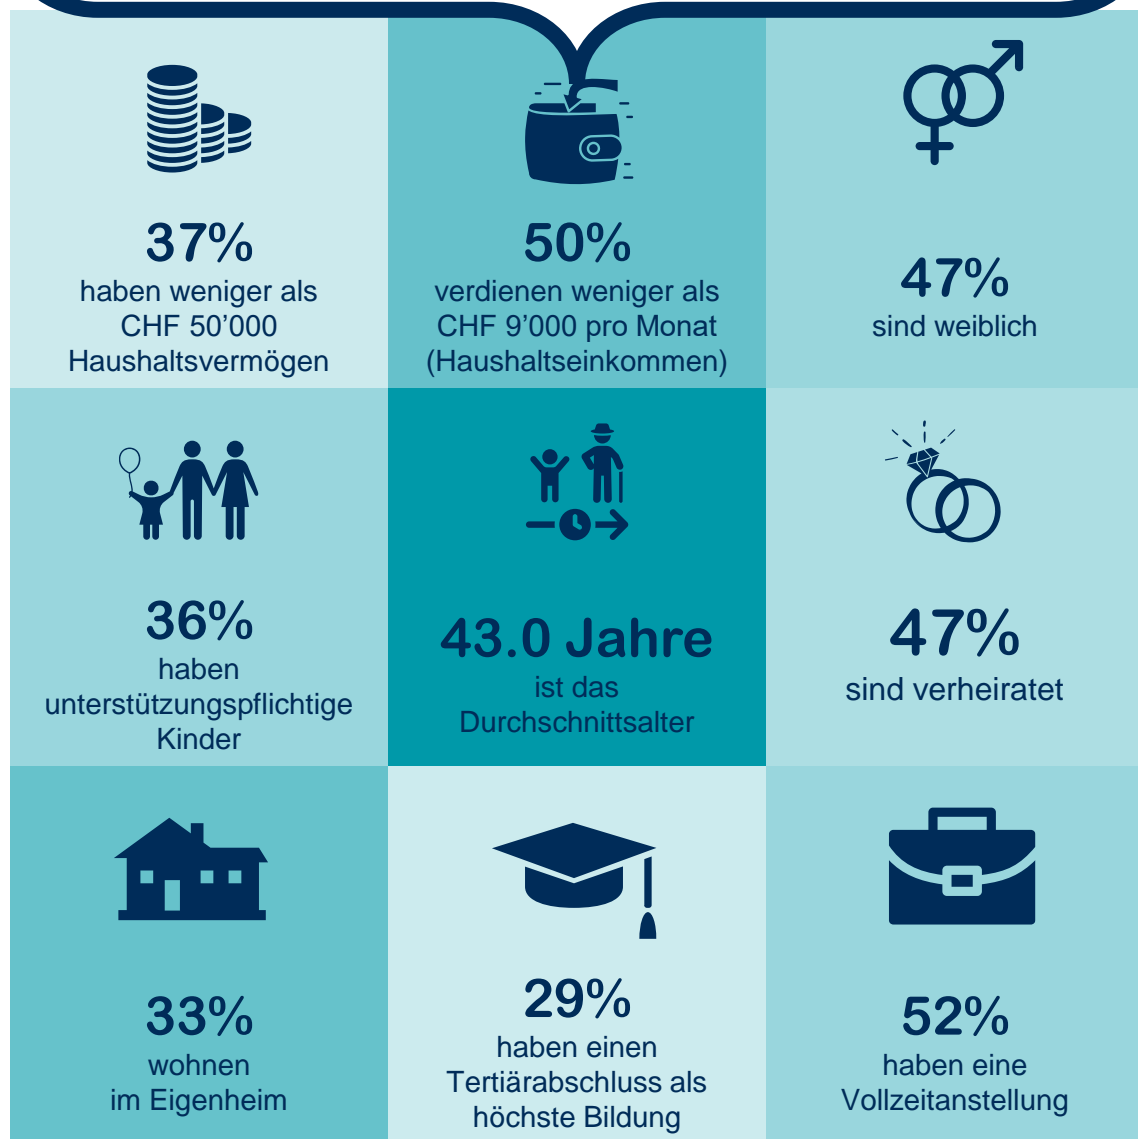 37%
haben weniger als
CHF 50’000
Haushaltsvermögen
50%
verdienen weniger als
CHF 9’000 pro Monat
(Haushaltseinkommen)
47%
sind weiblich
36%
haben
unterstützungspflichtige
Kinder
43.0 Jahre
ist das
Durchschnittsalter
47%
sind verheiratet
33%
wohnen
im Eigenheim
29%
haben einen
Tertiärabschluss als
höchste Bildung
52%
haben eine
Vollzeitanstellung